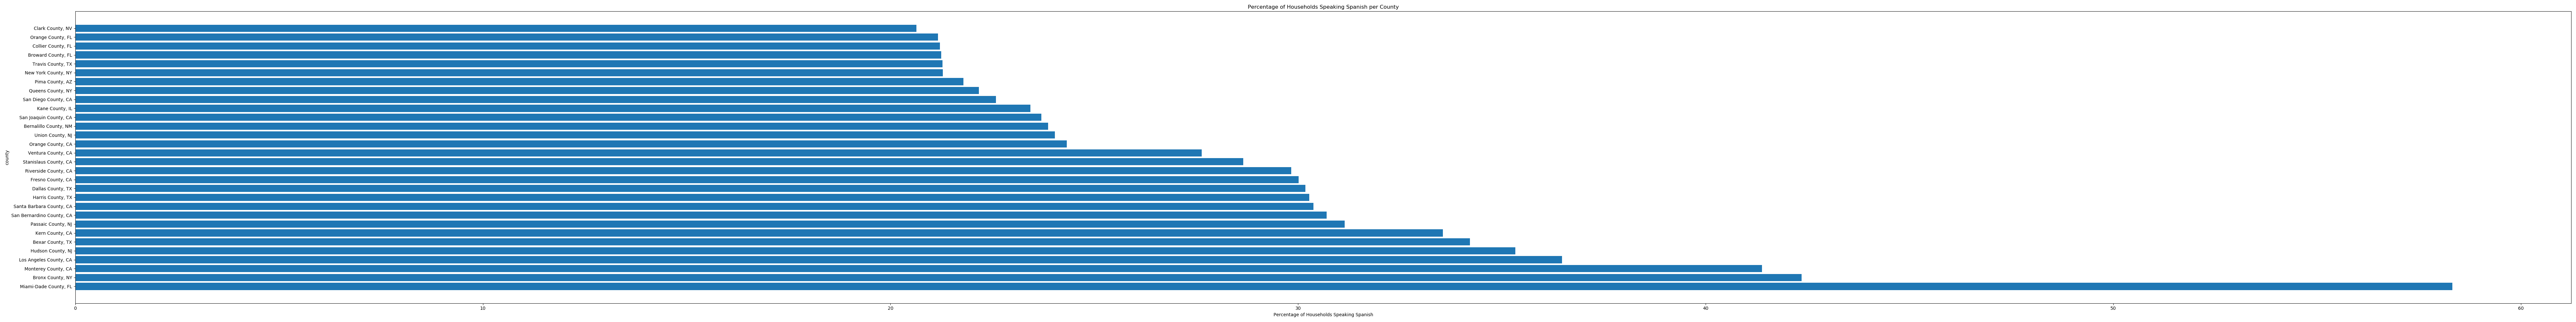 Percentage of Households Speaking Spanish per County
Clark County, NV
Orange County, FL
Collier County, FL
Broward County, FL
Travis County, TX
New York County, NY
Pima County, AZ
Queens County, NY
San Diego County, CA
Kane County, IL
San Joaquin County, CA
Bernalillo County, NM
Union County, NJ
Orange County, CA
Ventura County, CA
Stanislaus County, CA
Riverside County, CA
Fresno County, CA
Dallas County, TX
Harris County, TX
Santa Barbara County, CA
San Bernardino County, CA
Passaic County, NJ
Kern County, CA
Bexar County, TX
Hudson County, NJ
Los Angeles County, CA
Monterey County, CA
Bronx County, NY
Miami-Dade County, FL
county
0 10 20 30 40 50 60
Percentage of Households Speaking Spanish